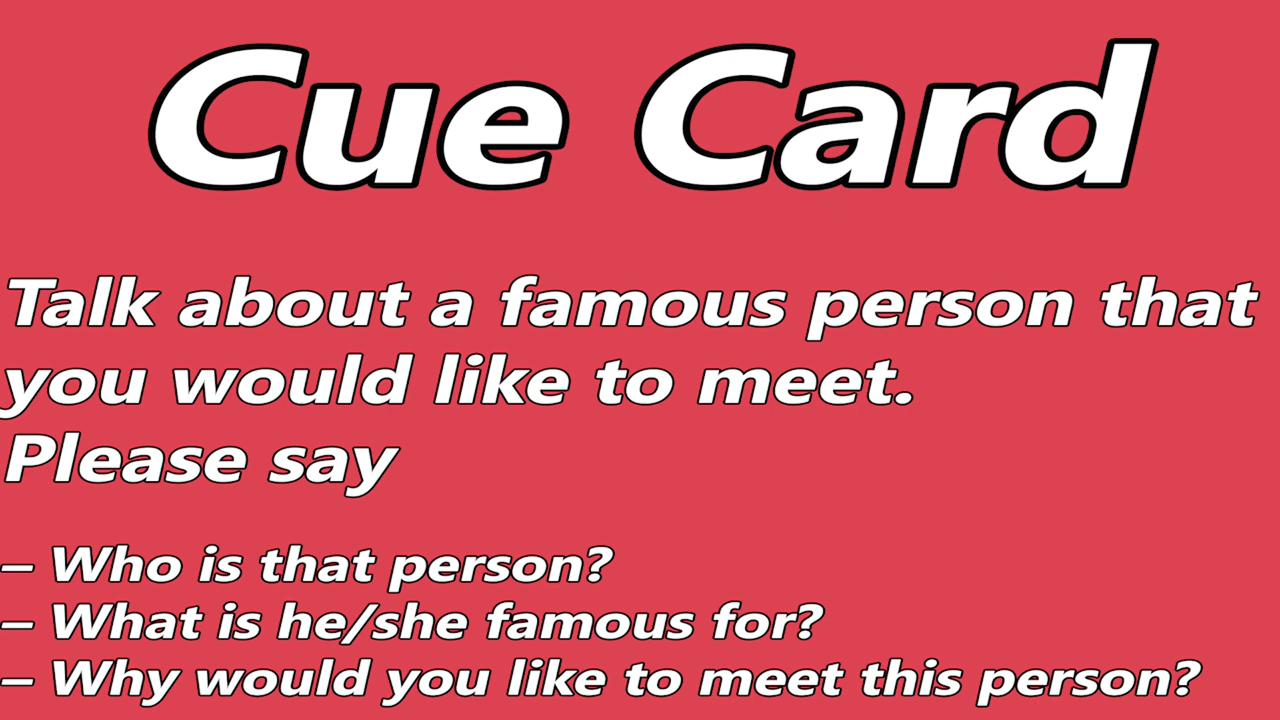 Cue Card
Talk about a famous person that
you would like to meet.
Please say
– Who is that person?
– What is he/she famous for?
– Why would you like to meet this person?